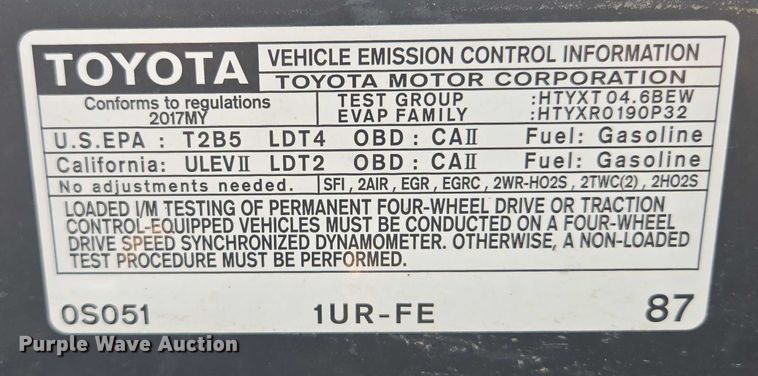 TOYOTA
VEHICLE EMISSION CONTROL INFORMATION
TOYOTA MOTOR CORPORATION
Conforms to regulations
2017MY
TEST GROUP :HTYXT04.6BEW
EVAP FAMILY :HTYXR0190P32
U.S.EPA : T2B5 LDT4 OBD : CAII Fuel: Gasoline
California: ULEVII LDT2 OBD : CAII Fuel: Gasoline
No adjustments needed. SFI , 2AIR, EGR, EGRC, 2WR-HO2S, 2TWC(2), 2HO2S
LOADED I/M TESTING OF PERMANENT FOUR-WHEEL DRIVE OR TRACTION
CONTROL-EQUIPPED VEHICLES MUST BE CONDUCTED ON A FOUR-WHEEL
DRIVE SPEED SYNCHRONIZED DYNAMOMETER. OTHERWISE, A NON-LOADED
TEST PROCEDURE MUST BE PERFORMED.
0S051 1UR-FE 87
Purple Wave Auction